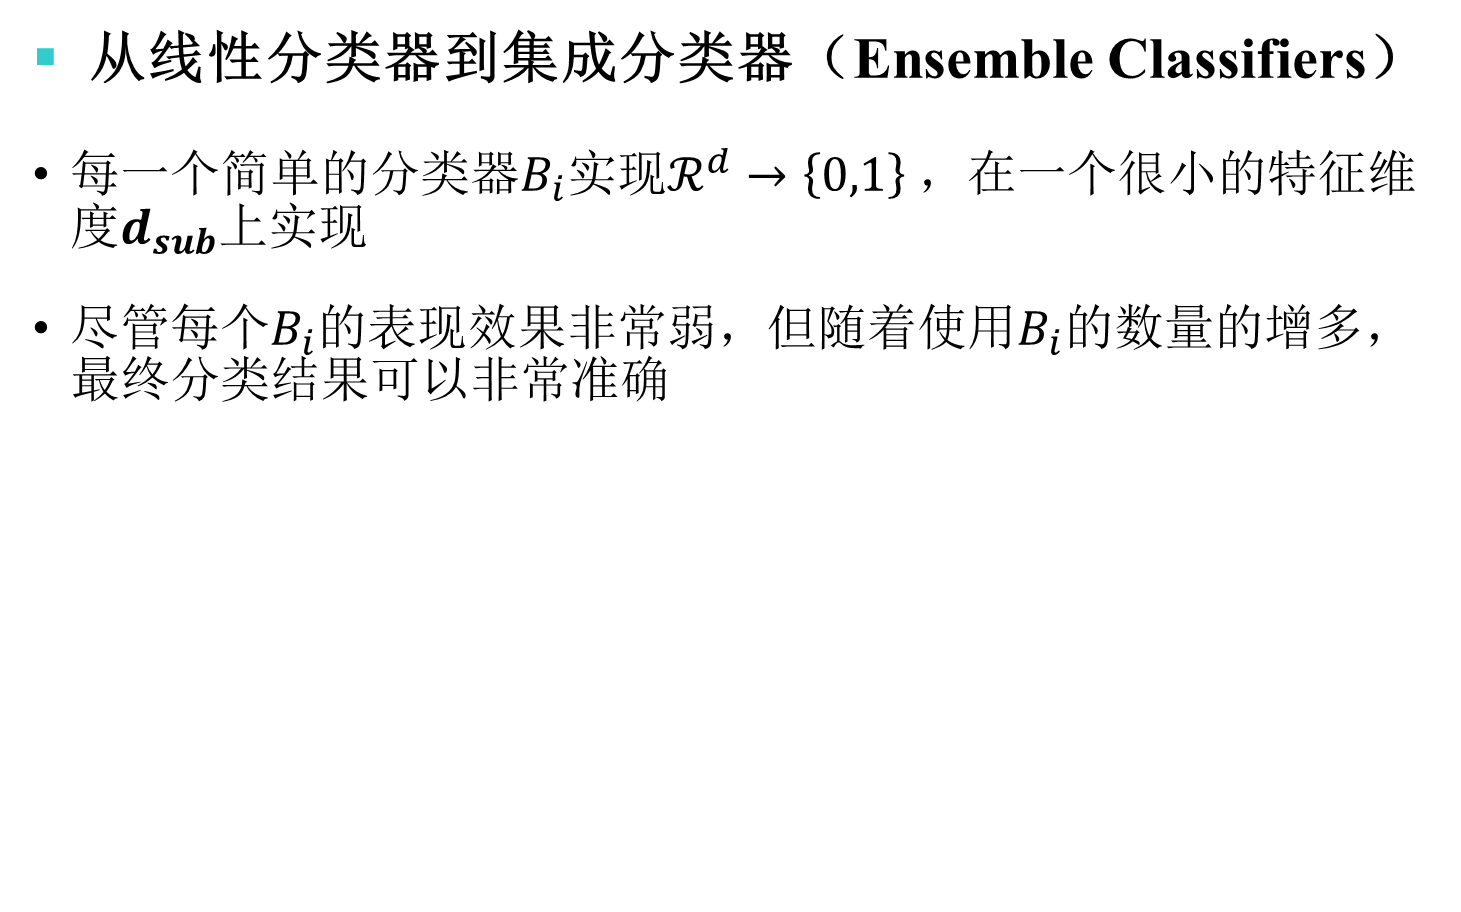 ▪ 从线性分类器到集成分类器（Ensemble Classifiers）
• 每一个简单的分类器𝐵ᵢ实现ℛᵈ → {0,1} ，在一个很小的特征维
度𝒅ₛᵤ𝒃上实现
• 尽管每个𝐵ᵢ的表现效果非常弱，但随着使用𝐵ᵢ的数量的增多，
最终分类结果可以非常准确